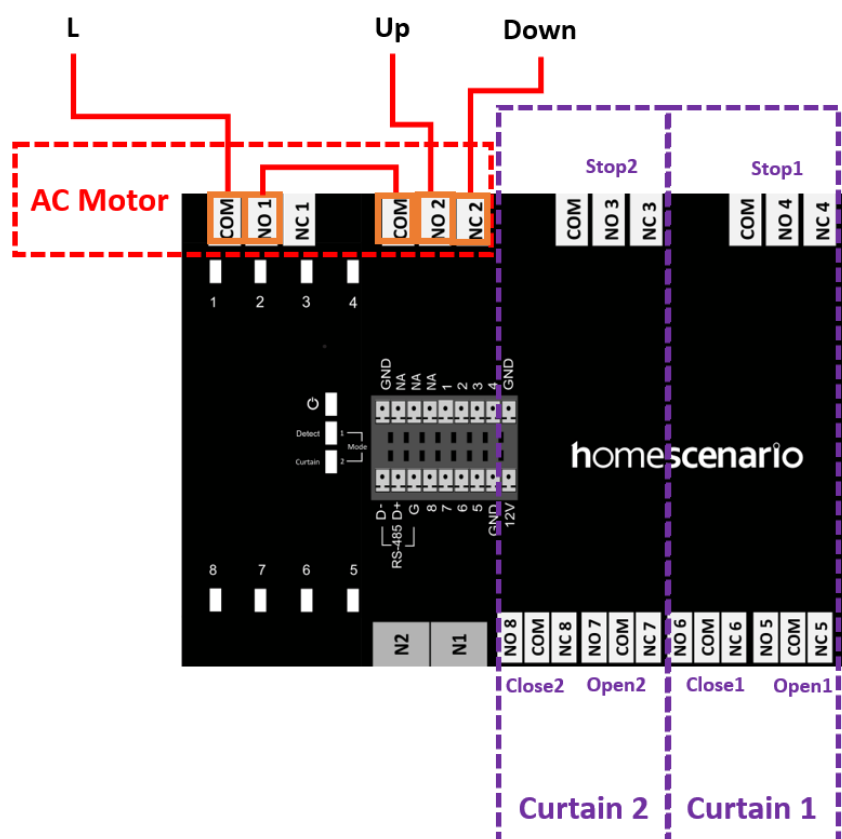 L
Up
Down
Stop2
Stop1
AC Motor
COM
NO 1
NC 1
COM
NO 2
NC 2
COM
NO 3
NC 3
COM
NO 4
NC 4
1
2
3
4
GND
NA
NA
NA
1
2
3
4
GND
Detect
1
Mode
Curtain
2
homescenario
D-
D+
G
8
7
6
5
GND
12V
RS-485
8
7
6
5
N2
N1
NO 8
COM
NC 8
NO 7
COM
NC 7
NO 6
COM
NC 6
NO 5
COM
NC 5
Close2
Open2
Close1
Open1
Curtain 2
Curtain 1